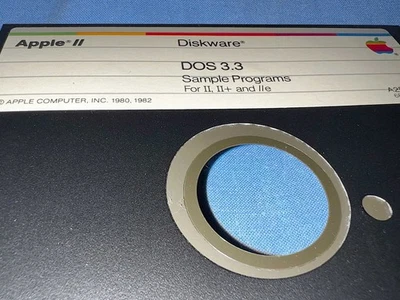 Apple® II
Diskware®
DOS 3.3
Sample Programs
For II, II+ and IIe
© APPLE COMPUTER, INC. 1980, 1982